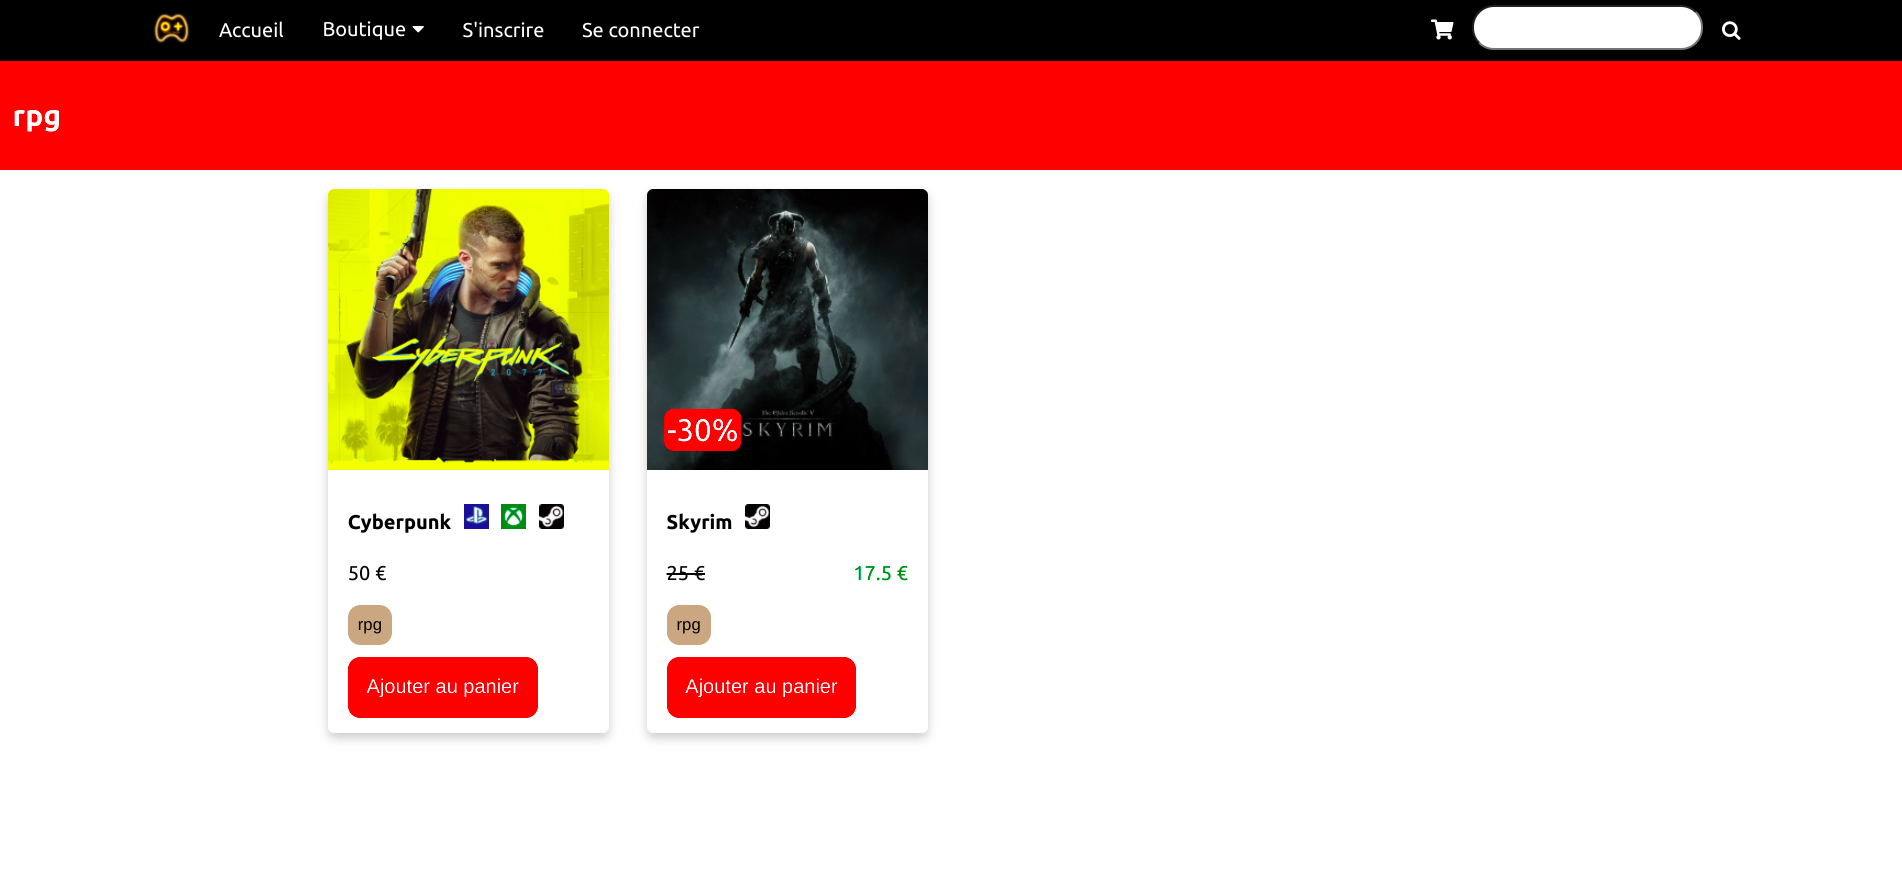 Accueil Boutique S'inscrire Se connecter
rpg
CYBERPUNK
2077
The Elder Scrolls V
SKYRIM
-30%
Cyberpunk
50 €
rpg
Ajouter au panier
Skyrim
25 € 17.5 €
rpg
Ajouter au panier